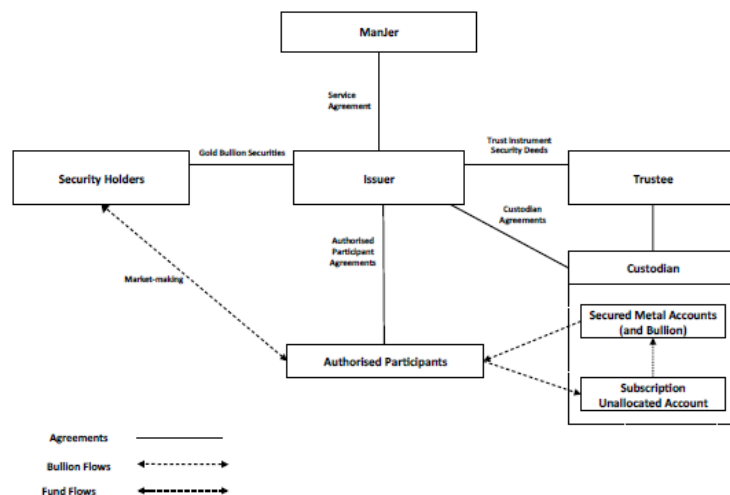 ManJer
Service
Agreement
Trust Instrument
Security Deeds
Gold Bullion Securities
Security Holders
Issuer
Trustee
Custodian
Agreements
Authorised
Participant
Agreements
Custodian
Market-making
Secured Metal Accounts
(and Bullion)
Authorised Participants
Subscription
Unallocated Account
Agreements
Bullion Flows
Fund Flows